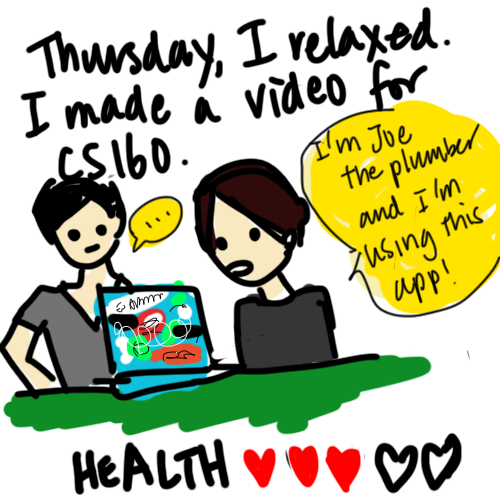 Thursday, I relaxed.
I made a video for
CS160.
...
I'm Joe
the plumber
and I'm
using this
app!
HEALTH